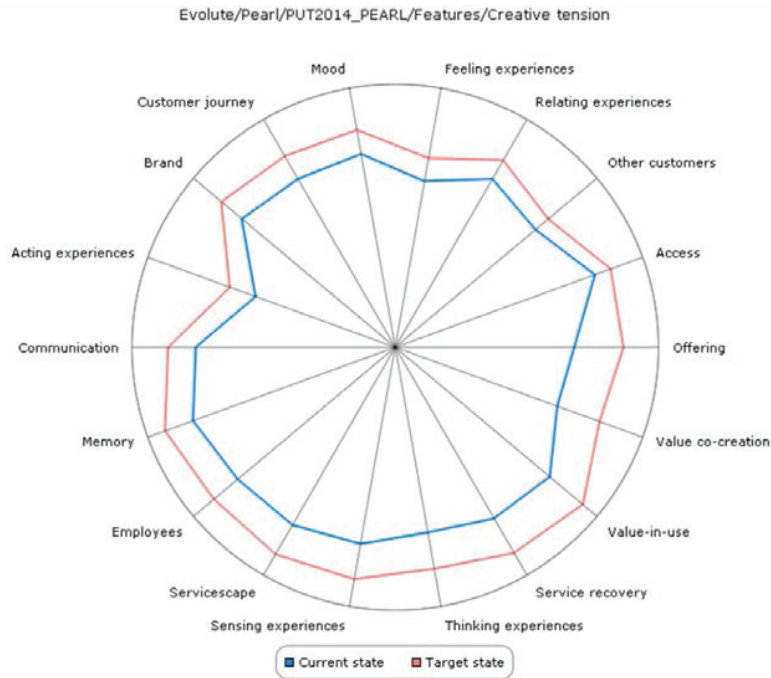 Evolute/Pearl/PUT2014_PEARL/Features/Creative tension
Mood
Feeling experiences
Customer journey
Relating experiences
Brand
Other customers
Acting experiences
Access
Communication
Offering
Memory
Value co-creation
Employees
Value-in-use
Servicescape
Service recovery
Sensing experiences
Thinking experiences
Current state
Target state